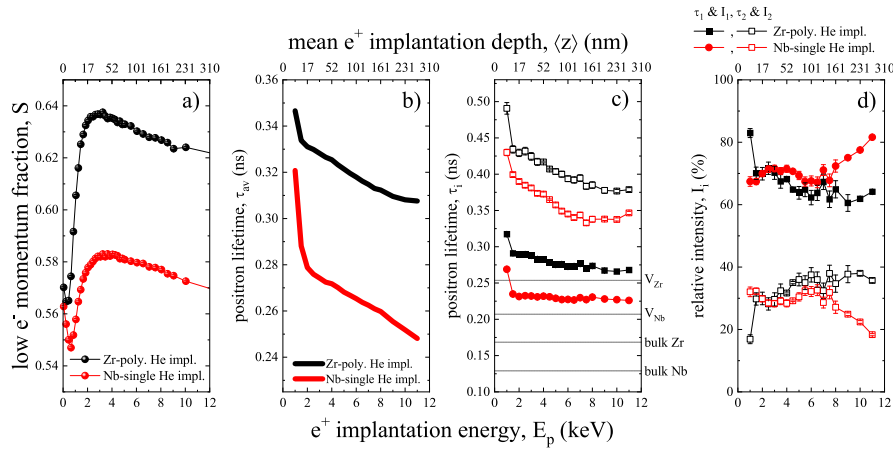 mean e⁺ implantation depth, ⟨z⟩ (nm)
τ₁ & I₁, τ₂ & I₂
, Zr-poly. He impl.
, Nb-single He impl.
0 17 52 101 161 231 310
0 17 52 101 161 231 310
0 17 52 101 161 231 310
0 17 52 101 161 231 310
a)
b)
c)
d)
low e⁻ momentum fraction, S
0.64
0.62
0.60
0.58
0.56
0.54
Zr-poly. He impl.
Nb-single He impl.
0 2 4 6 8 10 12
positron lifetime, τav (ns)
0.36
0.34
0.32
0.30
0.28
0.26
0.24
Zr-poly. He impl.
Nb-single He impl.
0 2 4 6 8 10 12
positron lifetime, τi (ns)
0.50
0.45
0.40
0.35
0.30
0.25
0.20
0.15
0.10
VZr
VNb
bulk Zr
bulk Nb
0 2 4 6 8 10 12
relative intensity, Ii (%)
100
80
60
40
20
0
0 2 4 6 8 10 12
e⁺ implantation energy, Eₚ (keV)